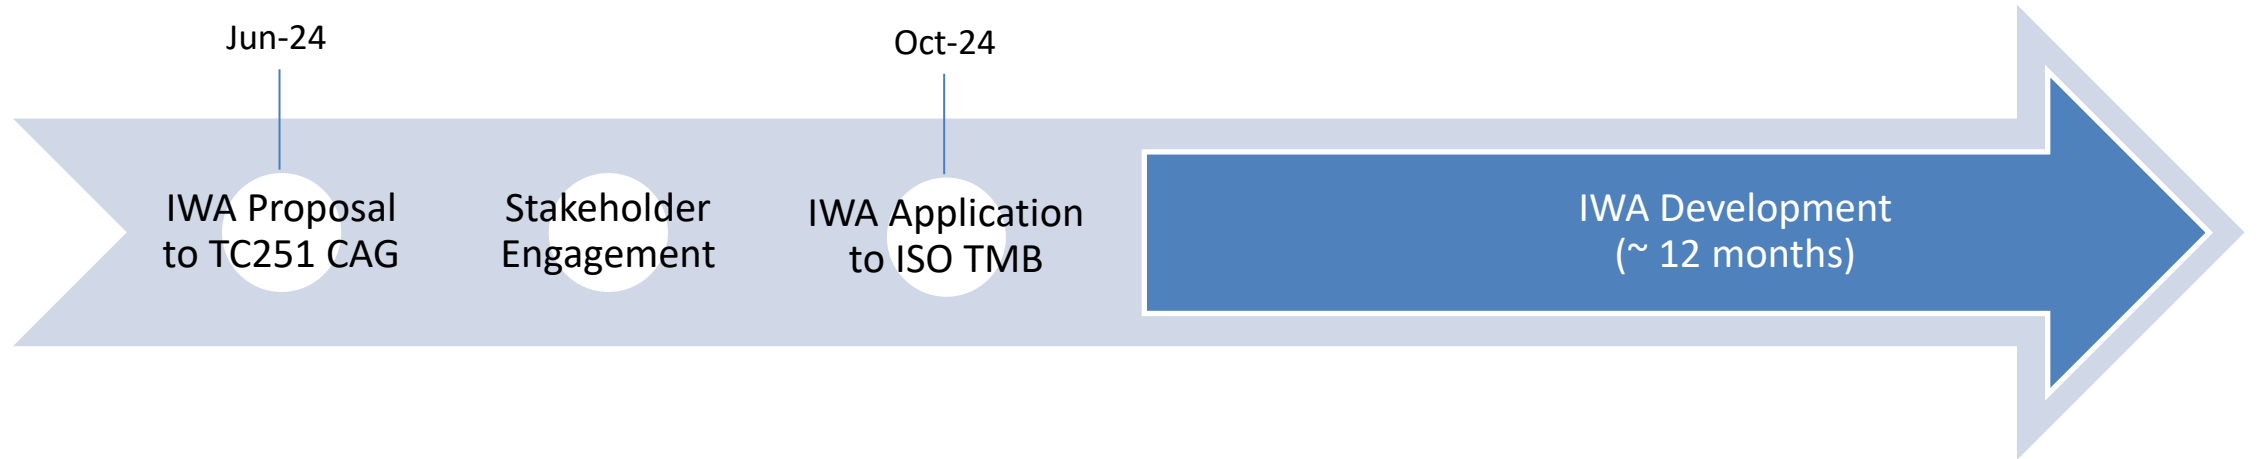 Jun-24
Oct-24
IWA Proposal
to TC251 CAG
Stakeholder
Engagement
IWA Application
to ISO TMB
IWA Development
(~ 12 months)